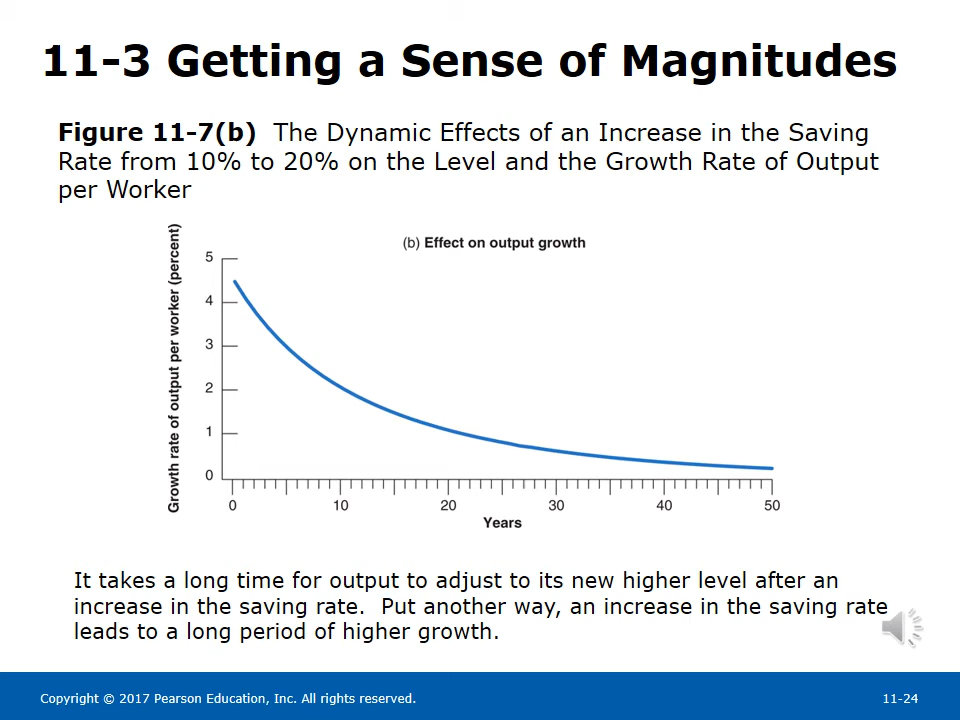 11-3 Getting a Sense of Magnitudes
Figure 11-7(b) The Dynamic Effects of an Increase in the Saving
Rate from 10% to 20% on the Level and the Growth Rate of Output
per Worker
(b) Effect on output growth
Growth rate of output per worker (percent)
5
4
3
2
1
0
0 10 20 30 40 50
Years
It takes a long time for output to adjust to its new higher level after an
increase in the saving rate. Put another way, an increase in the saving rate
leads to a long period of higher growth.
Copyright © 2017 Pearson Education, Inc. All rights reserved. 11-24